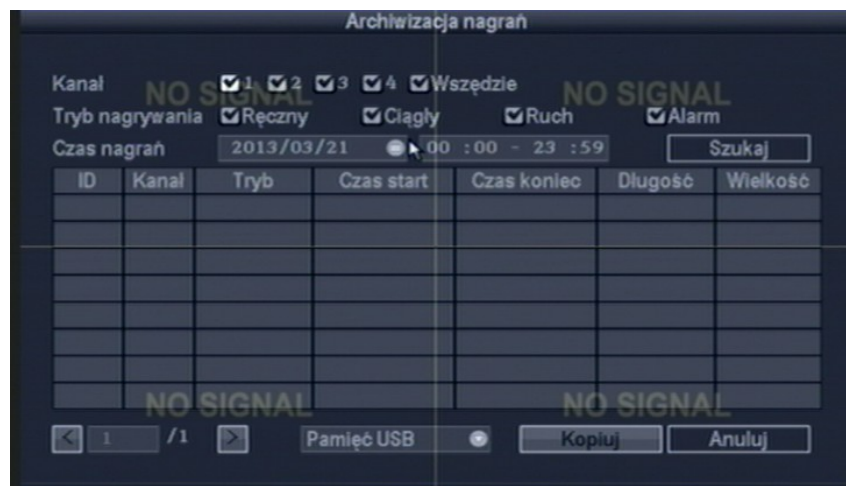 Archiwizacja nagrań
Kanał 1 2 3 4 Wszędzie
NO SIGNAL NO SIGNAL
Tryb nagrywania Ręczny Ciągły Ruch Alarm
Czas nagrań 2013/03/21 00 :00 - 23 :59 Szukaj
ID Kanał Tryb Czas start Czas koniec Długość Wielkość
NO SIGNAL NO SIGNAL
< 1 /1 > Pamięć USB Kopiuj Anuluj